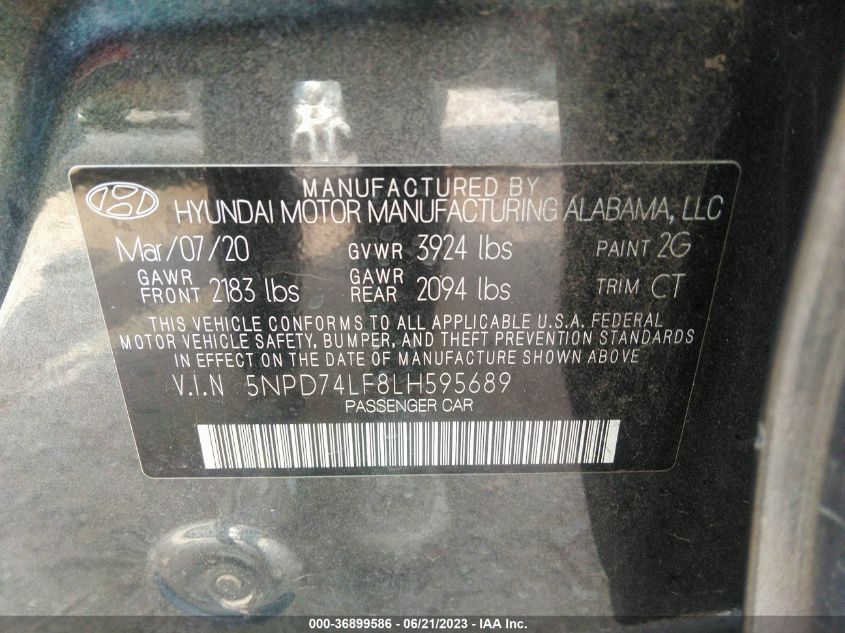 MANUFACTURED BY
HYUNDAI MOTOR MANUFACTURING ALABAMA, LLC
Mar/07/20 GVWR 3924 lbs PAINT 2G
GAWR FRONT 2183 lbs GAWR REAR 2094 lbs TRIM CT
THIS VEHICLE CONFORMS TO ALL APPLICABLE U.S.A. FEDERAL
MOTOR VEHICLE SAFETY, BUMPER, AND THEFT PREVENTION STANDARDS
IN EFFECT ON THE DATE OF MANUFACTURE SHOWN ABOVE
V.I.N 5NPD74LF8LH595689
PASSENGER CAR
000-36899586 - 06/21/2023 - IAA Inc.